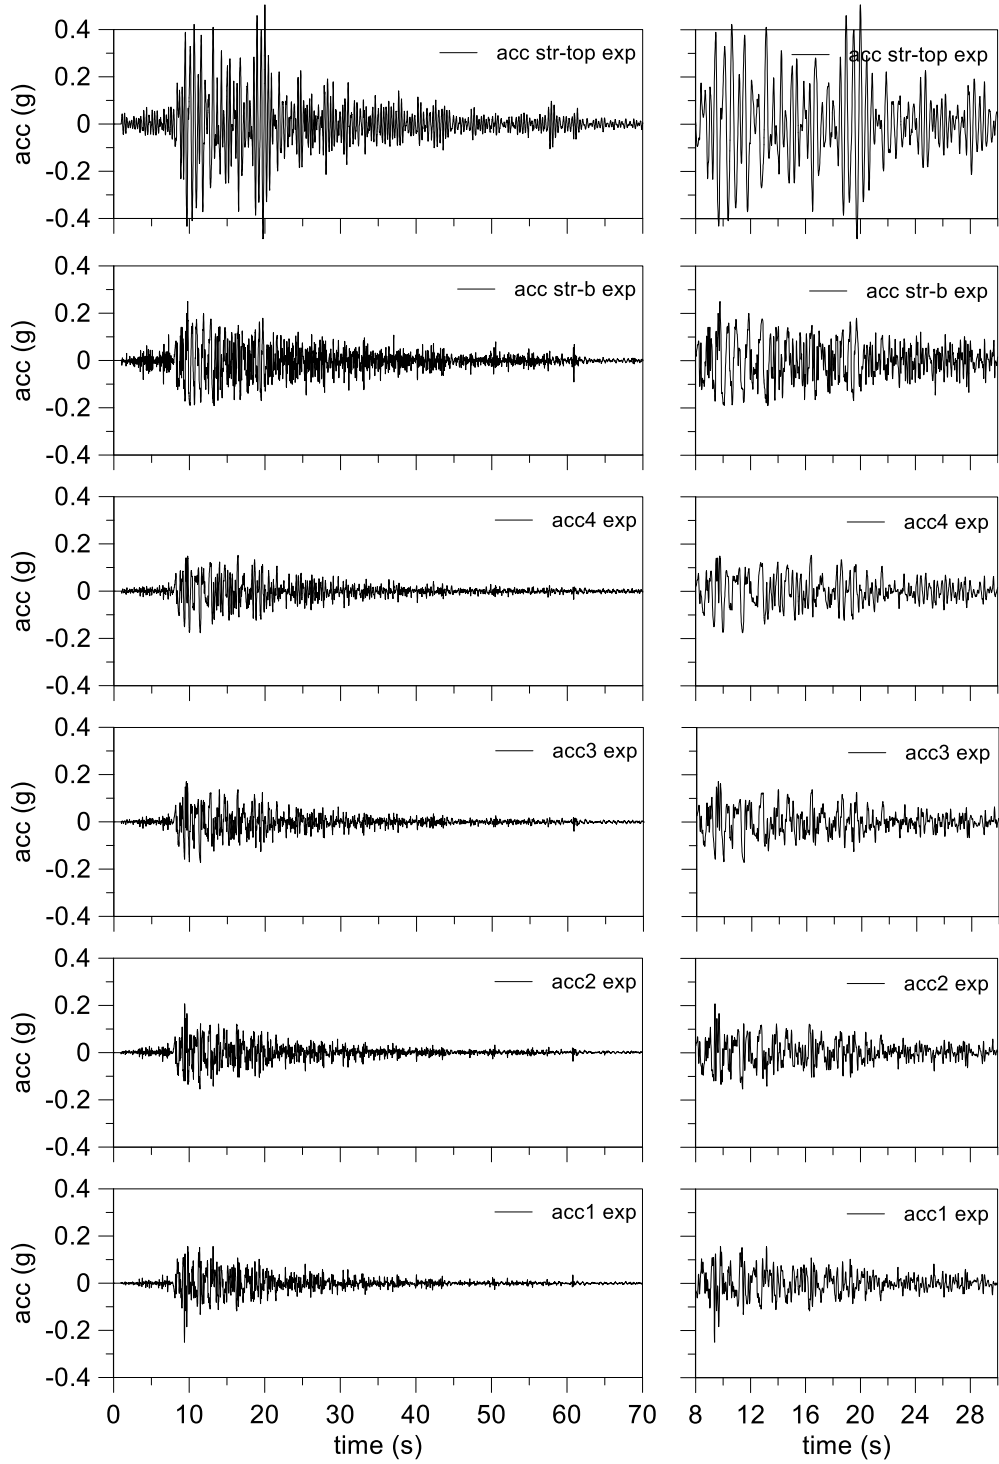 0.4
0.2
0
-0.2
-0.4
acc (g)
acc str-top exp
acc str-top exp
0.4
0.2
0
-0.2
-0.4
acc (g)
acc str-b exp
acc str-b exp
0.4
0.2
0
-0.2
-0.4
acc (g)
acc4 exp
acc4 exp
0.4
0.2
0
-0.2
-0.4
acc (g)
acc3 exp
acc3 exp
0.4
0.2
0
-0.2
-0.4
acc (g)
acc2 exp
acc2 exp
0.4
0.2
0
-0.2
-0.4
acc (g)
acc1 exp
acc1 exp
0 10 20 30 40 50 60 70
time (s)
8 12 16 20 24 28
time (s)